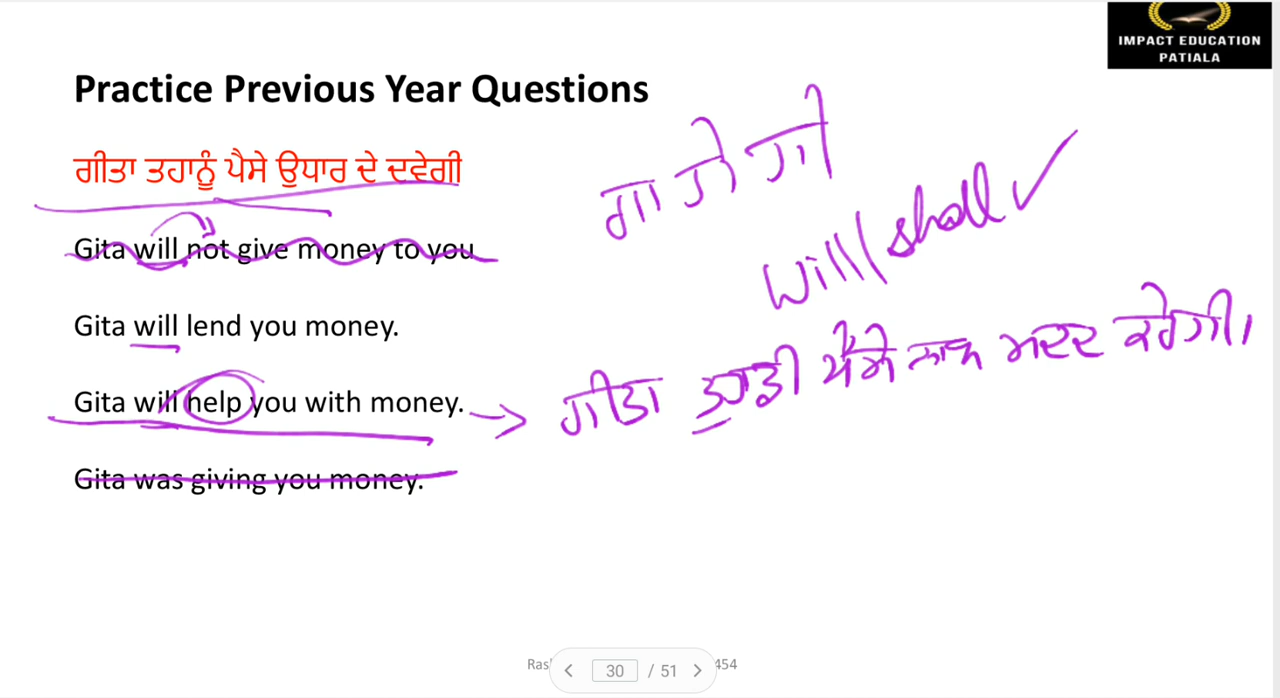 IMPACT EDUCATION
PATIALA
Practice Previous Year Questions
ਗੀਤਾ ਤਹਾਨੂੰ ਪੈਸੇ ਉਧਾਰ ਦੇ ਦਵੇਗੀ
ਗਾ ਗੇ ਗੀ
Gita will not give money to you
will/shall ✓
Gita will lend you money.
Gita will help you with money.
→ ਗੀਤਾ ਤੁਹਾਡੀ ਪੈਸੇ ਨਾਲ ਮਦਦ ਕਰੇਗੀ।
Gita was giving you money.
30 / 51
454